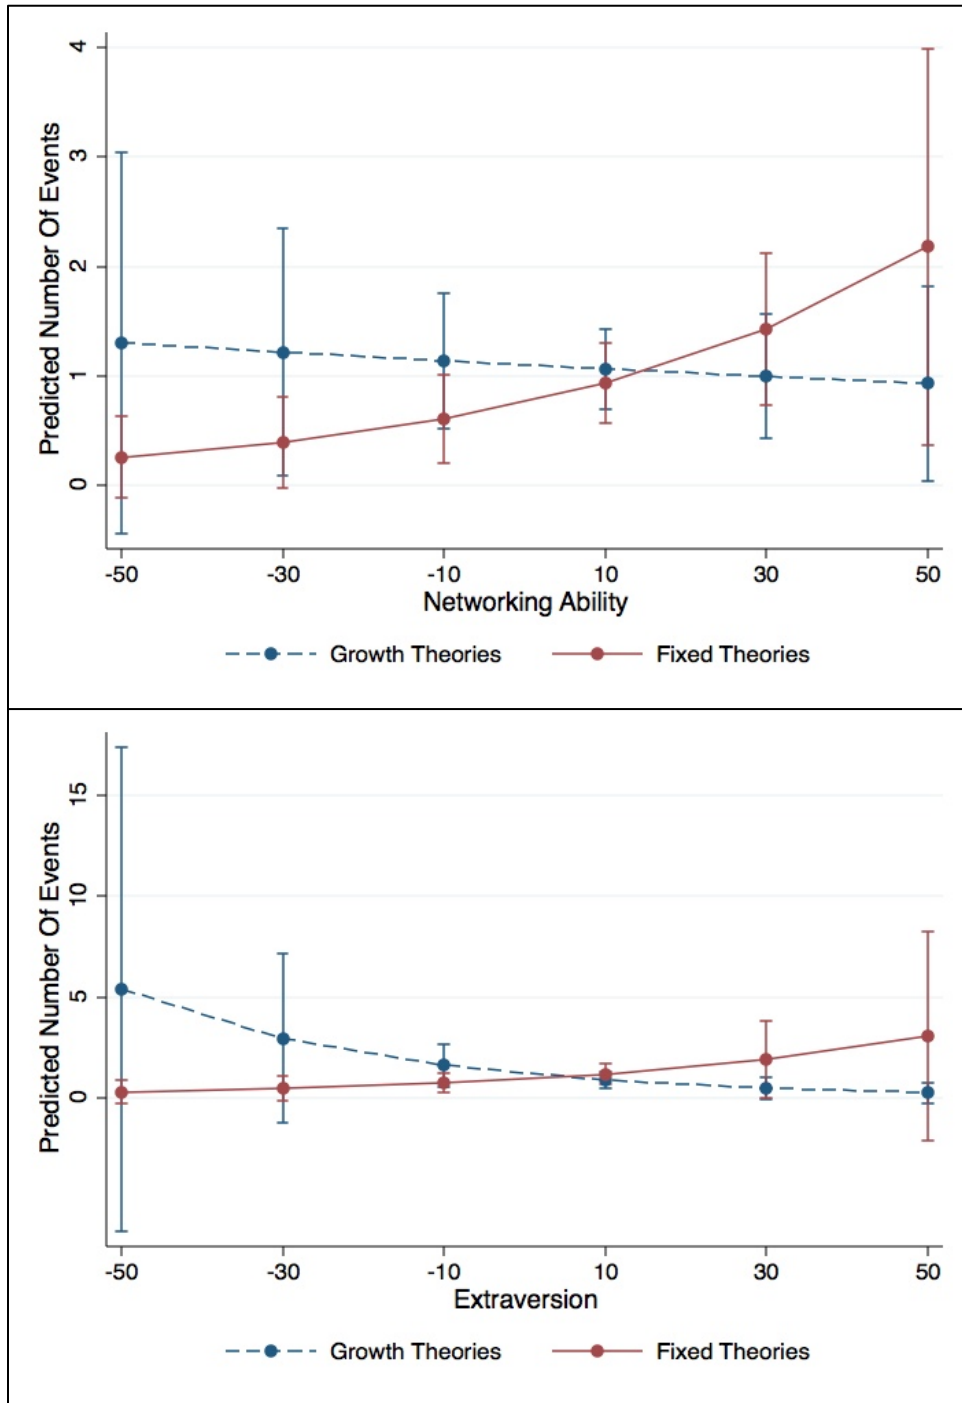 Predicted Number Of Events
4
3
2
1
0
-50 -30 -10 10 30 50
Networking Ability
Growth Theories Fixed Theories
Predicted Number Of Events
15
10
5
0
-50 -30 -10 10 30 50
Extraversion
Growth Theories Fixed Theories